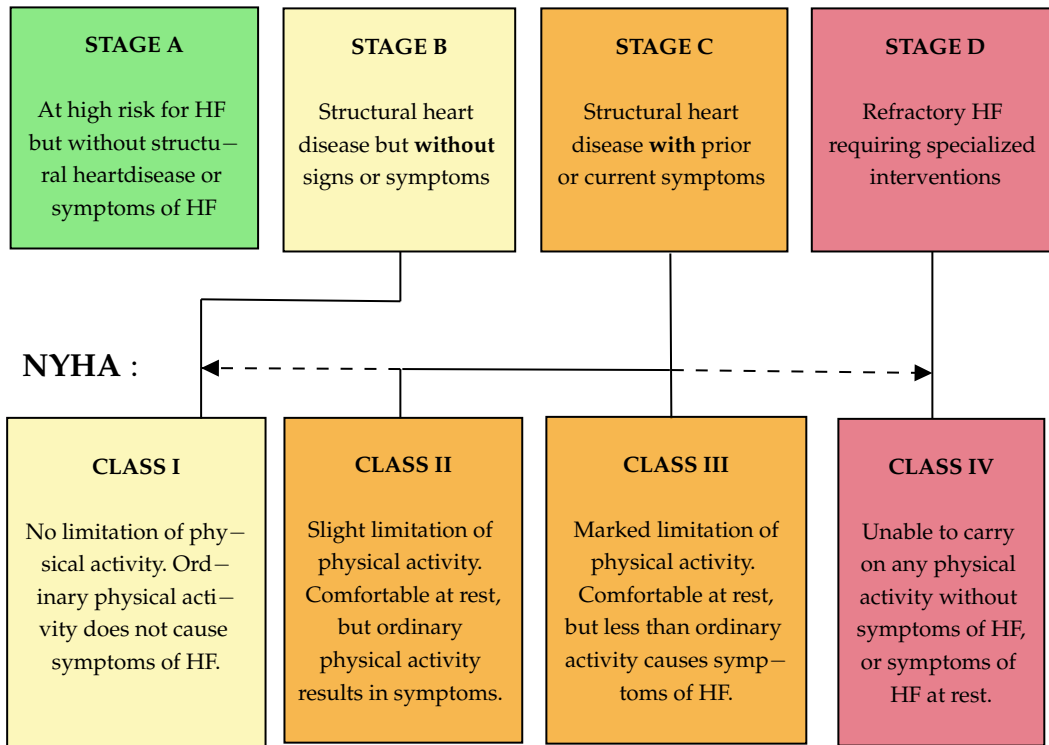 STAGE A
At high risk for HF
but without structu−
ral heartdisease or
symptoms of HF
STAGE B
Structural heart
disease but without
signs or symptoms
STAGE C
Structural heart
disease with prior
or current symptoms
STAGE D
Refractory HF
requiring specialized
interventions
NYHA :
CLASS I
No limitation of phy−
sical activity. Ord−
inary physical acti−
vity does not cause
symptoms of HF.
CLASS II
Slight limitation of
physical activity.
Comfortable at rest,
but ordinary
physical activity
results in symptoms.
CLASS III
Marked limitation of
physical activity.
Comfortable at rest,
but less than ordinary
activity causes symp−
toms of HF.
CLASS IV
Unable to carry
on any physical
activity without
symptoms of HF,
or symptoms of
HF at rest.